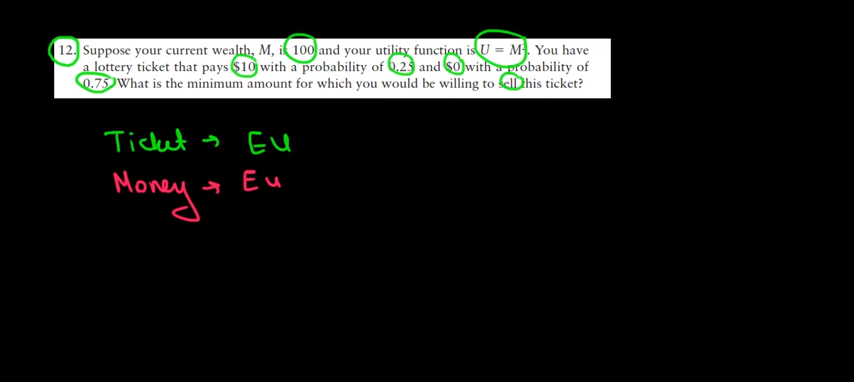 12. Suppose your current wealth, M, is 100 and your utility function is U = M². You have
a lottery ticket that pays $10 with a probability of 0.25 and $0 with a probability of
0.75. What is the minimum amount for which you would be willing to sell this ticket?
Ticket → EU
Money → Eu